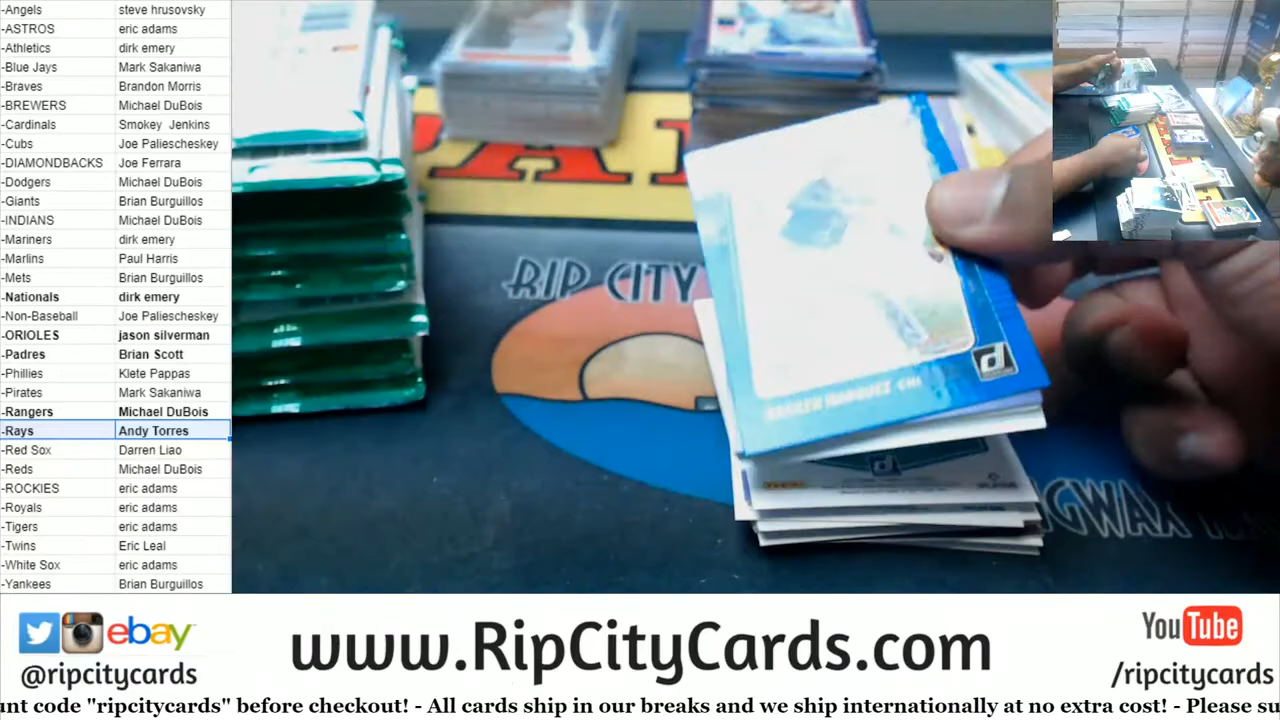 -Angels steve hrusovsky
-ASTROS eric adams
-Athletics dirk emery
-Blue Jays Mark Sakaniwa
-Braves Brandon Morris
-BREWERS Michael DuBois
-Cardinals Smokey Jenkins
-Cubs Joe Paliescheskey
-DIAMONDBACKS Joe Ferrara
-Dodgers Michael DuBois
-Giants Brian Burguillos
-INDIANS Michael DuBois
-Mariners dirk emery
-Marlins Paul Harris
-Mets Brian Burguillos
-Nationals dirk emery
-Non-Baseball Joe Paliescheskey
-ORIOLES jason silverman
-Padres Brian Scott
-Phillies Klete Pappas
-Pirates Mark Sakaniwa
-Rangers Michael DuBois
-Rays Andy Torres
-Red Sox Darren Liao
-Reds Michael DuBois
-ROCKIES eric adams
-Royals eric adams
-Tigers eric adams
-Twins Eric Leal
-White Sox eric adams
-Yankees Brian Burguillos
RIP CITY
ebay
@ripcitycards
www.RipCityCards.com
YouTube
/ripcitycards
unt code "ripcitycards" before checkout! - All cards ship in our breaks and we ship internationally at no extra cost! - Please su